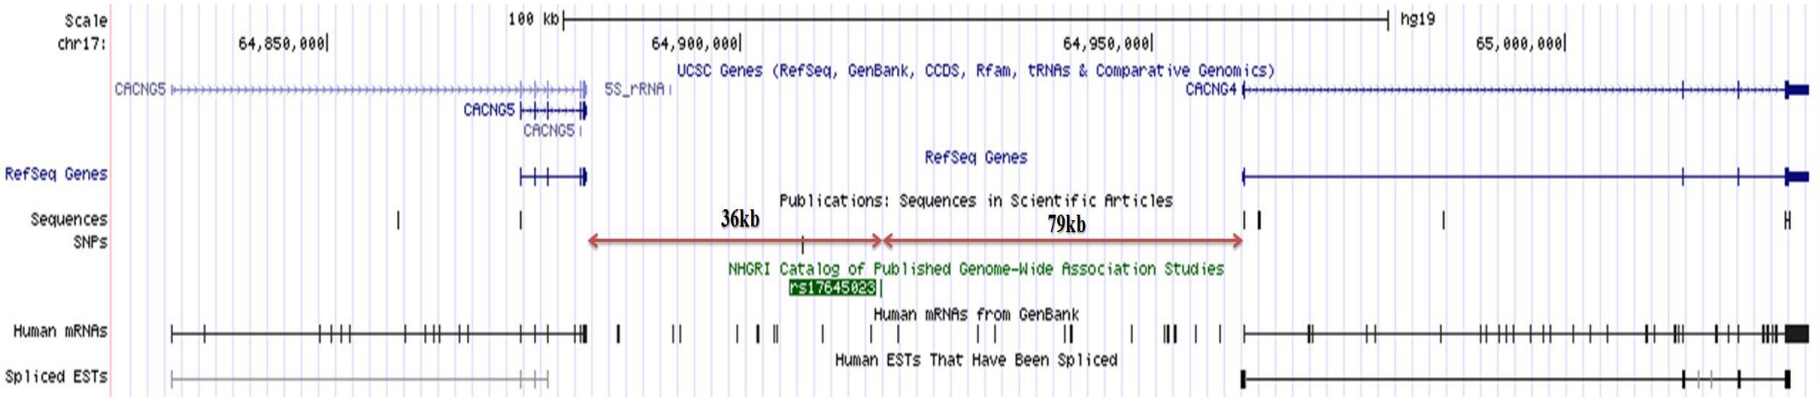 Scale 100 kb hg19
chr17: 64,850,000 64,900,000 64,950,000 65,000,000
UCSC Genes (RefSeq, GenBank, CCDS, Rfam, tRNAs & Comparative Genomics)
CACNG5 5S_rRNA CACNG4
CACNG5
CACNG5
RefSeq Genes
RefSeq Genes
Publications: Sequences in Scientific Articles
Sequences
36kb 79kb
SNPs
NHGRI Catalog of Published Genome-Wide Association Studies
rs17645023
Human mRNAs from GenBank
Human mRNAs
Human ESTs That Have Been Spliced
Spliced ESTs